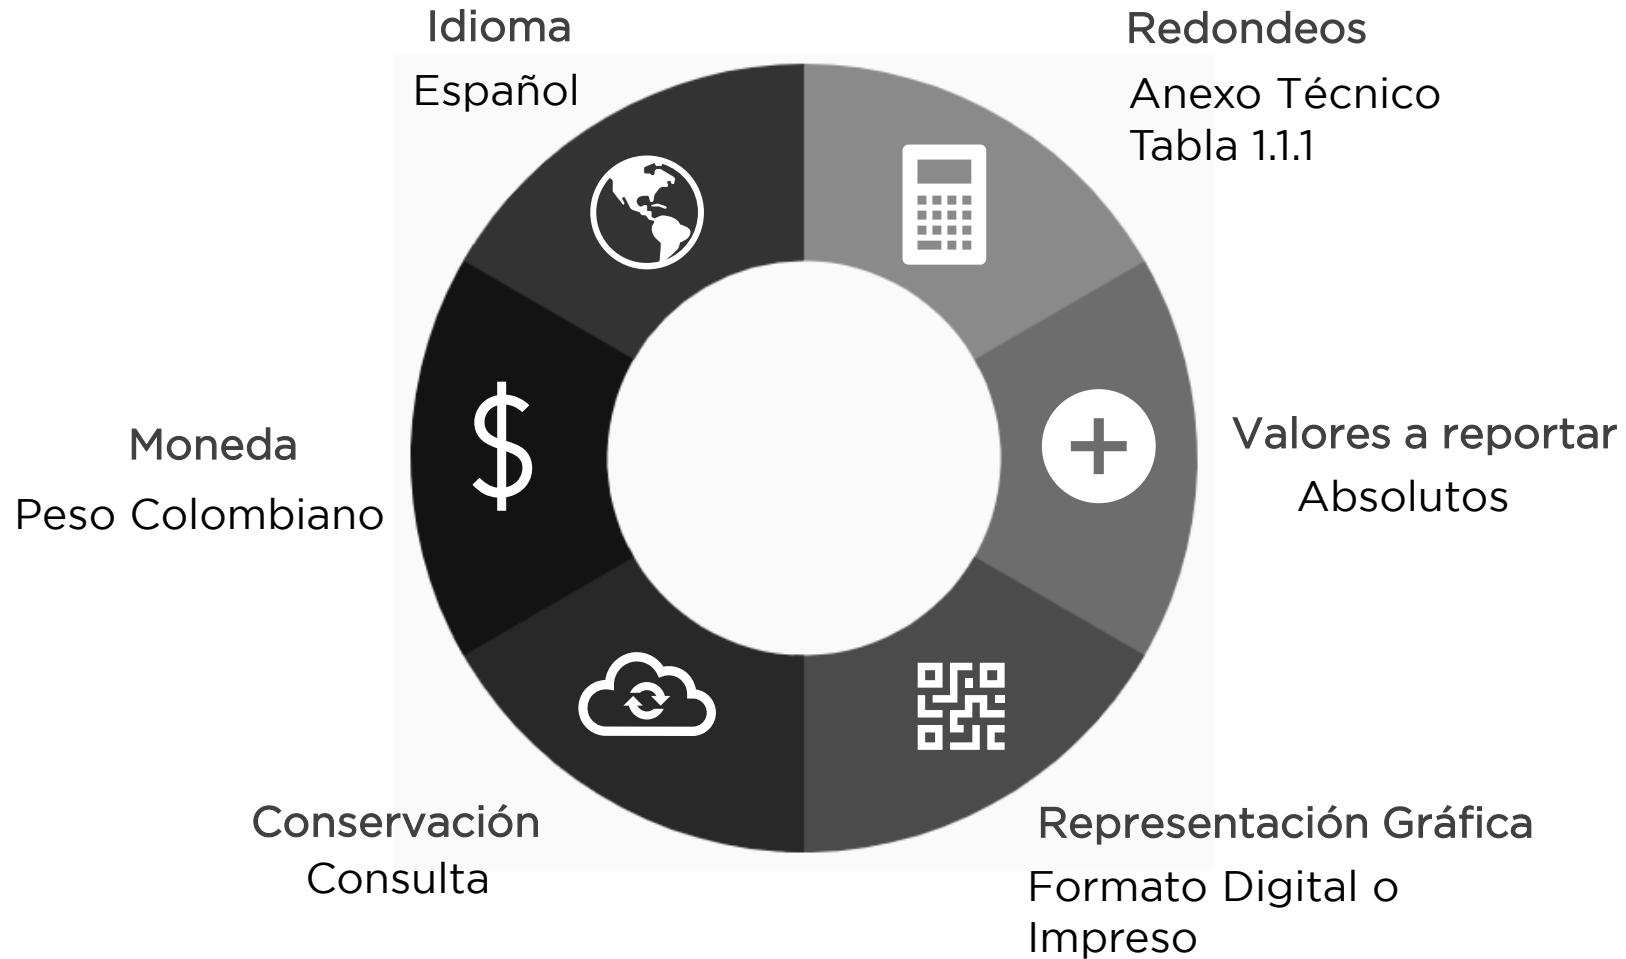 Idioma
Español
Redondeos
Anexo Técnico
Tabla 1.1.1
Moneda
Peso Colombiano
Valores a reportar
Absolutos
Conservación
Consulta
Representación Gráfica
Formato Digital o
Impreso